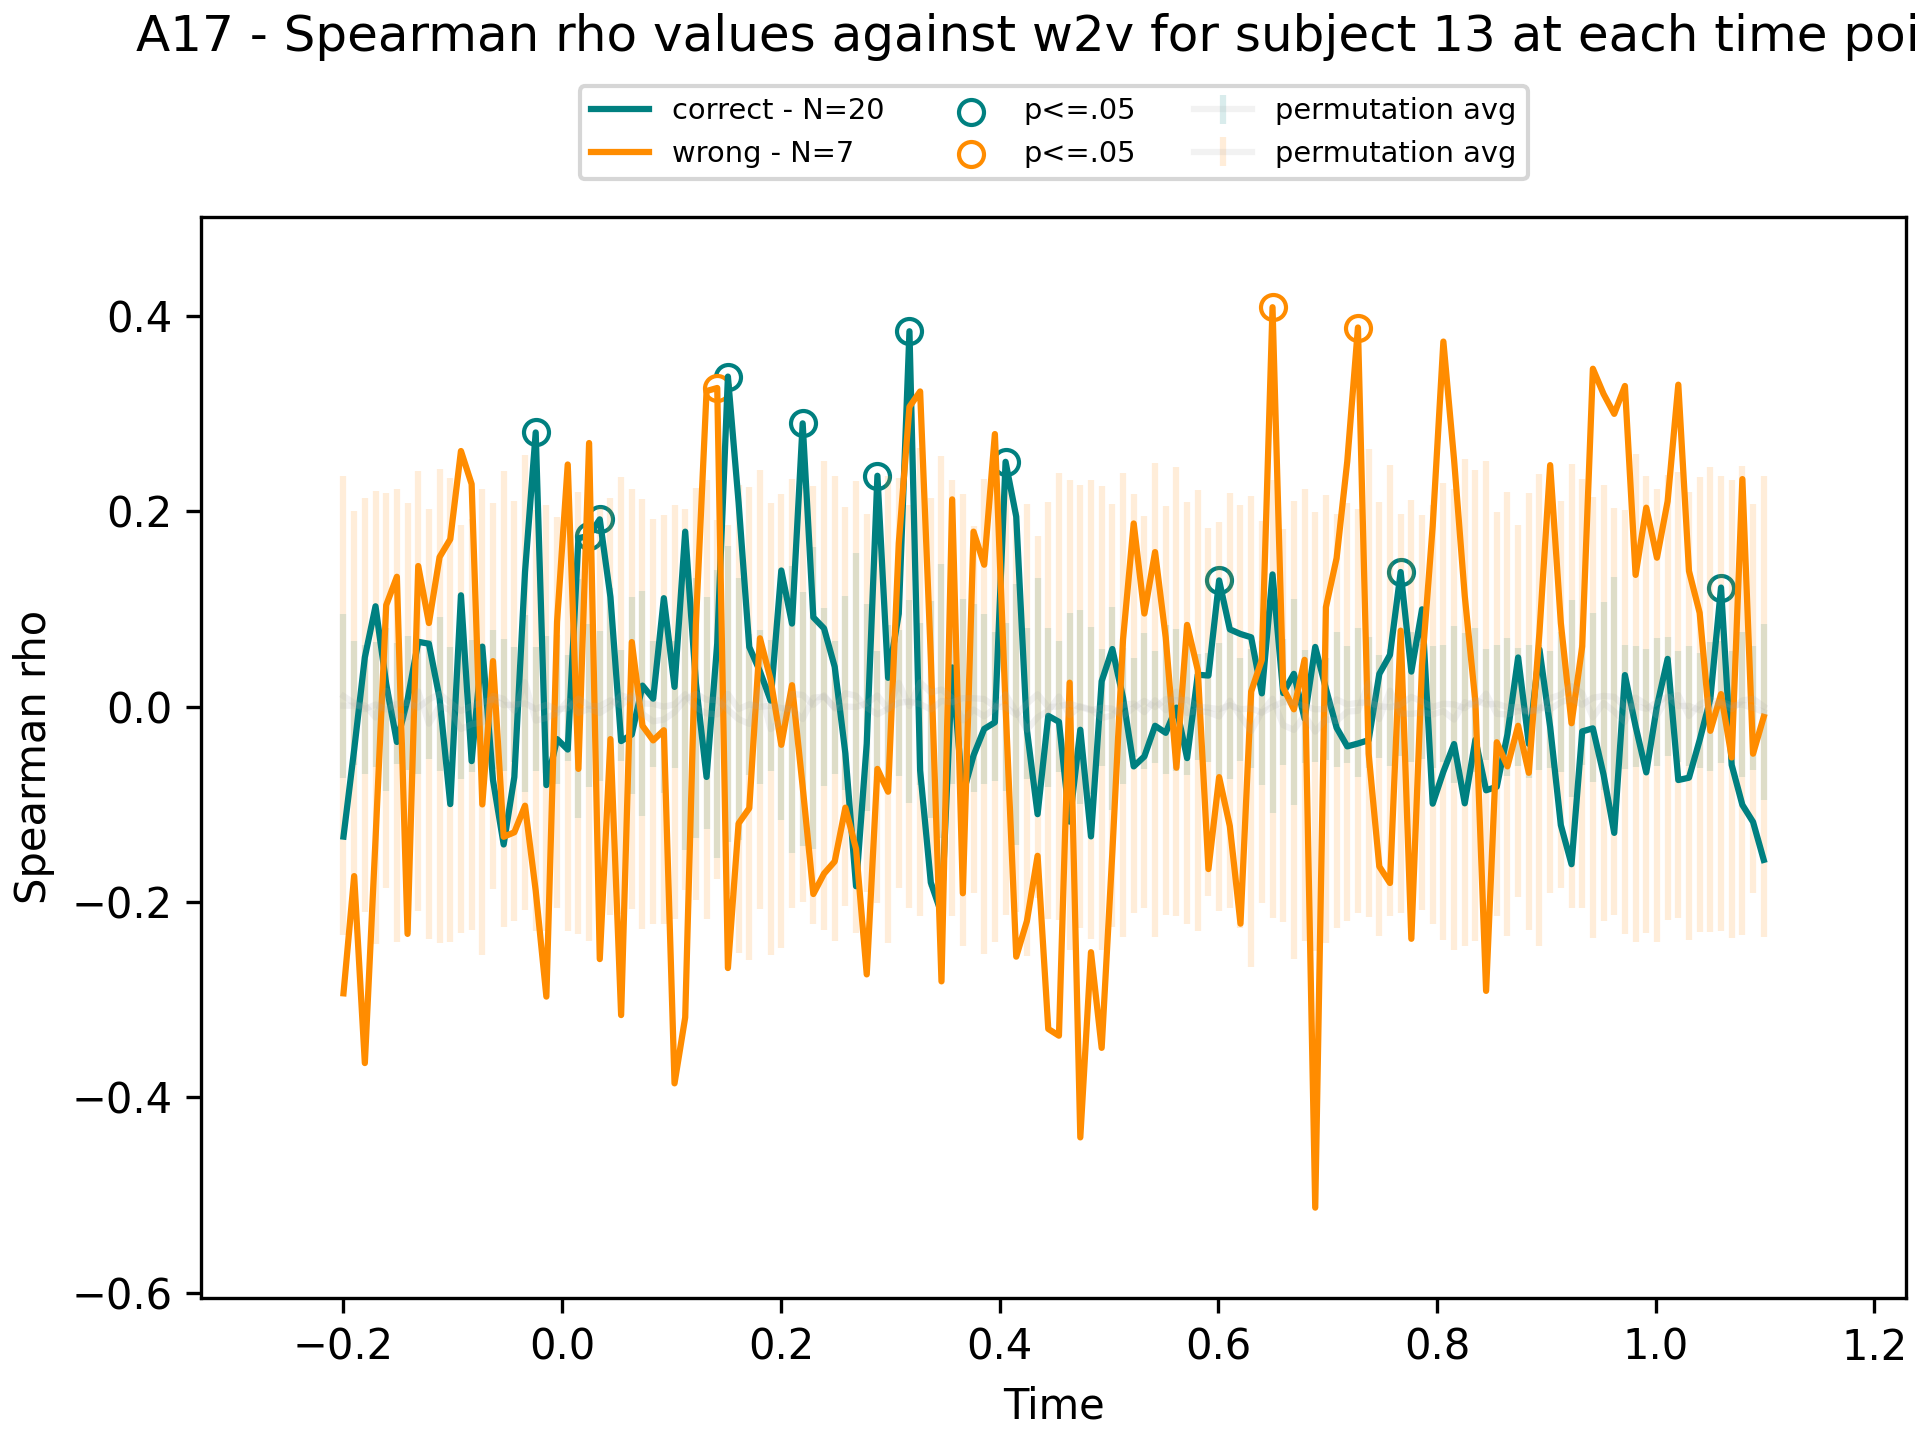 A17 - Spearman rho values against w2v for subject 13 at each time poi
correct - N=20
wrong - N=7
p<=.05
p<=.05
permutation avg
permutation avg
Spearman rho
0.4
0.2
0.0
−0.2
−0.4
−0.6
−0.2 0.0 0.2 0.4 0.6 0.8 1.0 1.2
Time